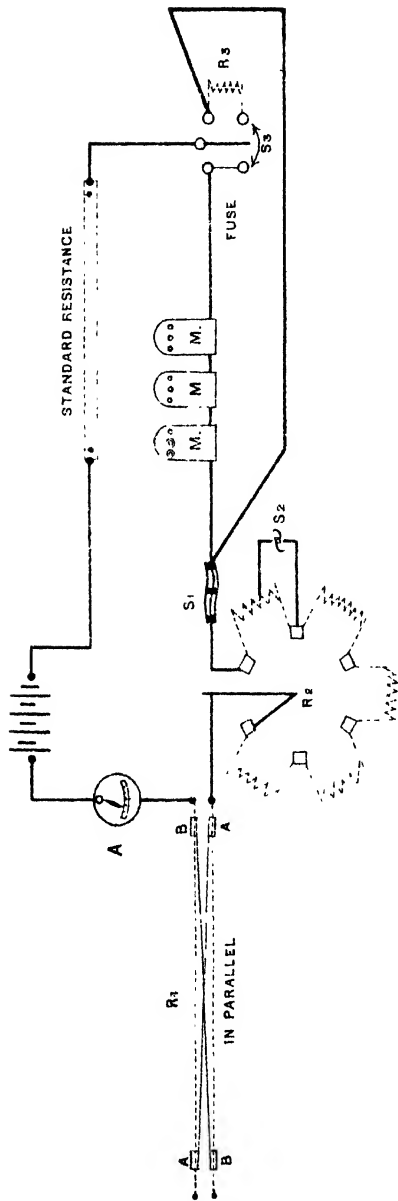 STANDARD RESISTANCE
A
R3
S3
FUSE
M.
M
M.
S1
S2
R2
B
A
R1
IN PARALLEL
A
B